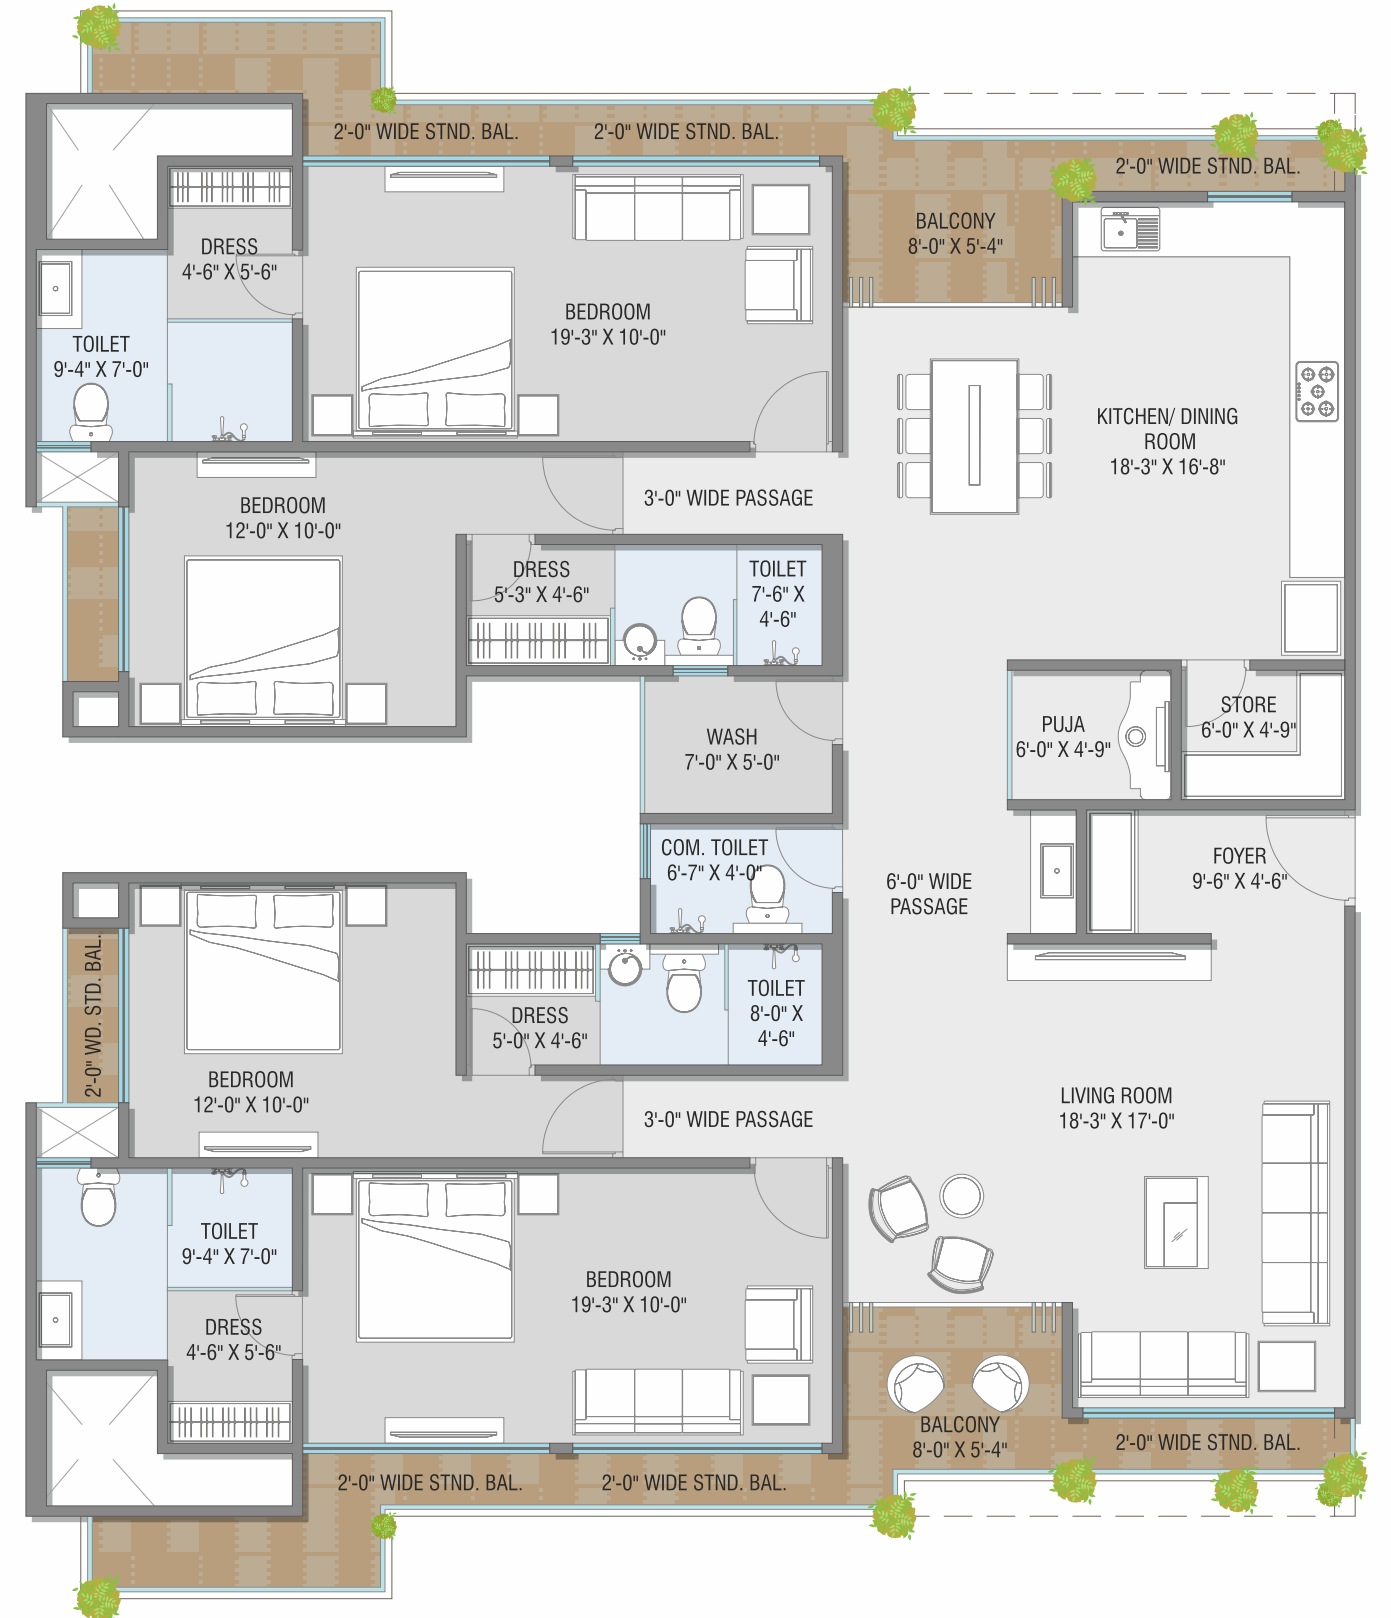 2'-0" WIDE STND. BAL.
2'-0" WIDE STND. BAL.
2'-0" WIDE STND. BAL.
BALCONY
8'-0" X 5'-4"
DRESS
4'-6" X 5'-6"
BEDROOM
19'-3" X 10'-0"
TOILET
9'-4" X 7'-0"
KITCHEN/ DINING
ROOM
18'-3" X 16'-8"
BEDROOM
12'-0" X 10'-0"
3'-0" WIDE PASSAGE
DRESS
5'-3" X 4'-6"
TOILET
7'-6" X
4'-6"
WASH
7'-0" X 5'-0"
PUJA
6'-0" X 4'-9"
STORE
6'-0" X 4'-9"
COM. TOILET
6'-7" X 4'-0"
6'-0" WIDE
PASSAGE
FOYER
9'-6" X 4'-6"
2'-0" WD. STD. BAL.
DRESS
5'-0" X 4'-6"
TOILET
8'-0" X
4'-6"
BEDROOM
12'-0" X 10'-0"
3'-0" WIDE PASSAGE
LIVING ROOM
18'-3" X 17'-0"
TOILET
9'-4" X 7'-0"
BEDROOM
19'-3" X 10'-0"
DRESS
4'-6" X 5'-6"
BALCONY
8'-0" X 5'-4"
2'-0" WIDE STND. BAL.
2'-0" WIDE STND. BAL.
2'-0" WIDE STND. BAL.